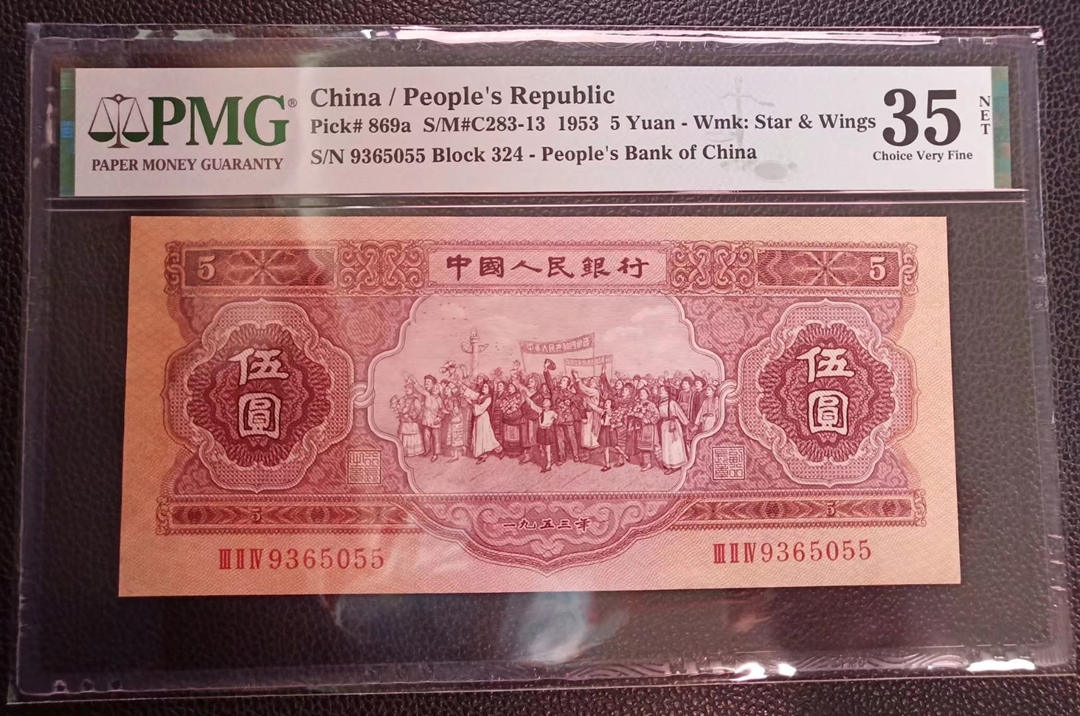 PMG®
PAPER MONEY GUARANTY
China / People's Republic
Pick# 869a S/M#C283-13 1953 5 Yuan - Wmk: Star & Wings
S/N 9365055 Block 324 - People's Bank of China
35
NET
Choice Very Fine
5
中國人民銀行
5
伍圓
伍圓
5
一九五三年
5
ⅢⅡⅣ9365055
ⅢⅡⅣ9365055